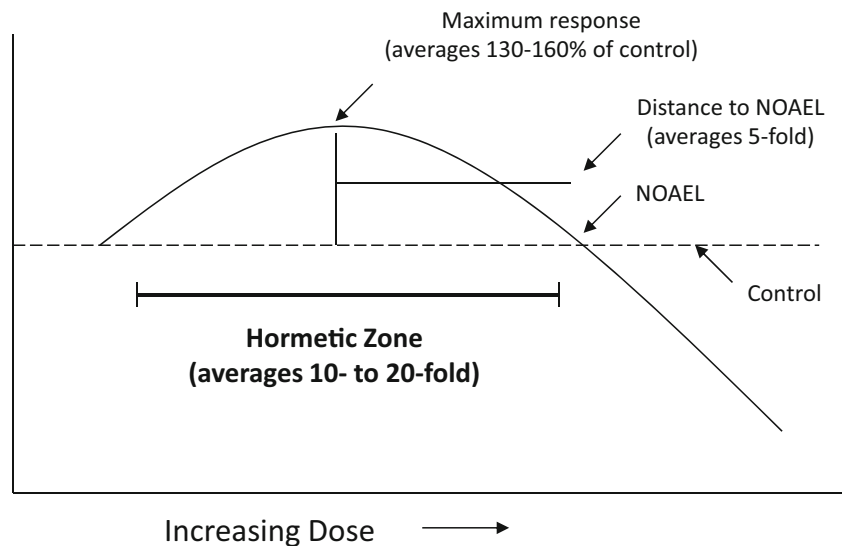 Maximum response
(averages 130-160% of control)
Distance to NOAEL
(averages 5-fold)
NOAEL
Control
Hormetic Zone
(averages 10- to 20-fold)
Increasing Dose